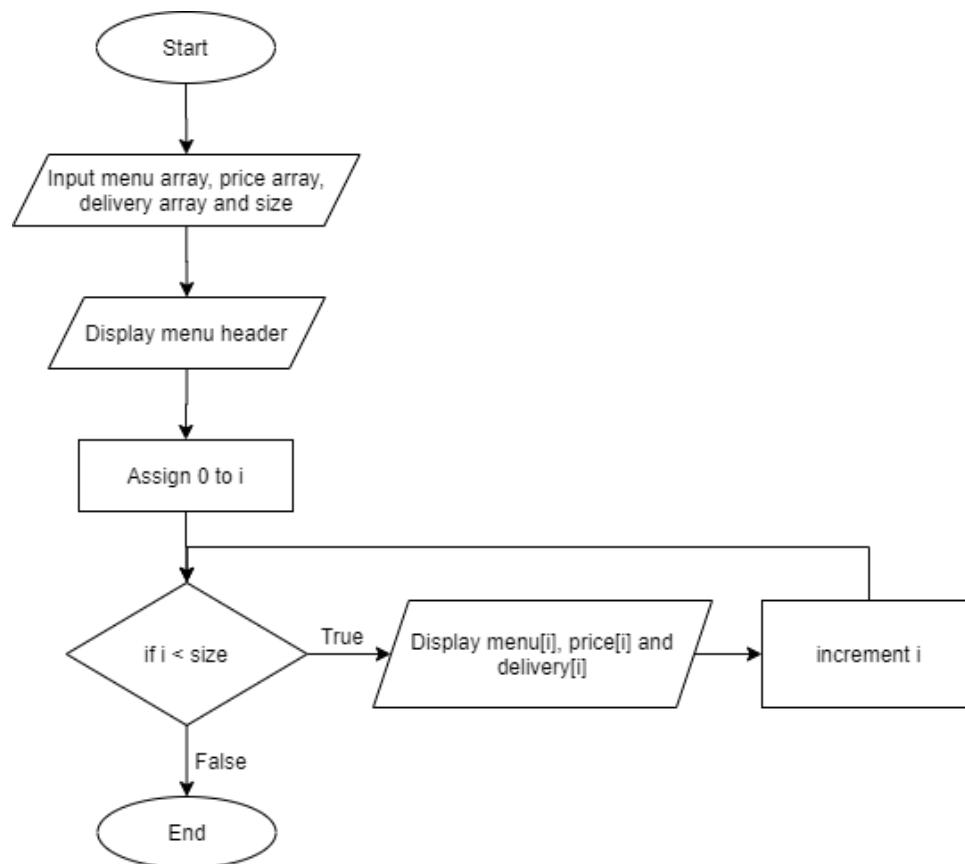 Start
Input menu array, price array,
delivery array and size
Display menu header
Assign 0 to i
if i < size
True
Display menu[i], price[i] and
delivery[i]
increment i
False
End